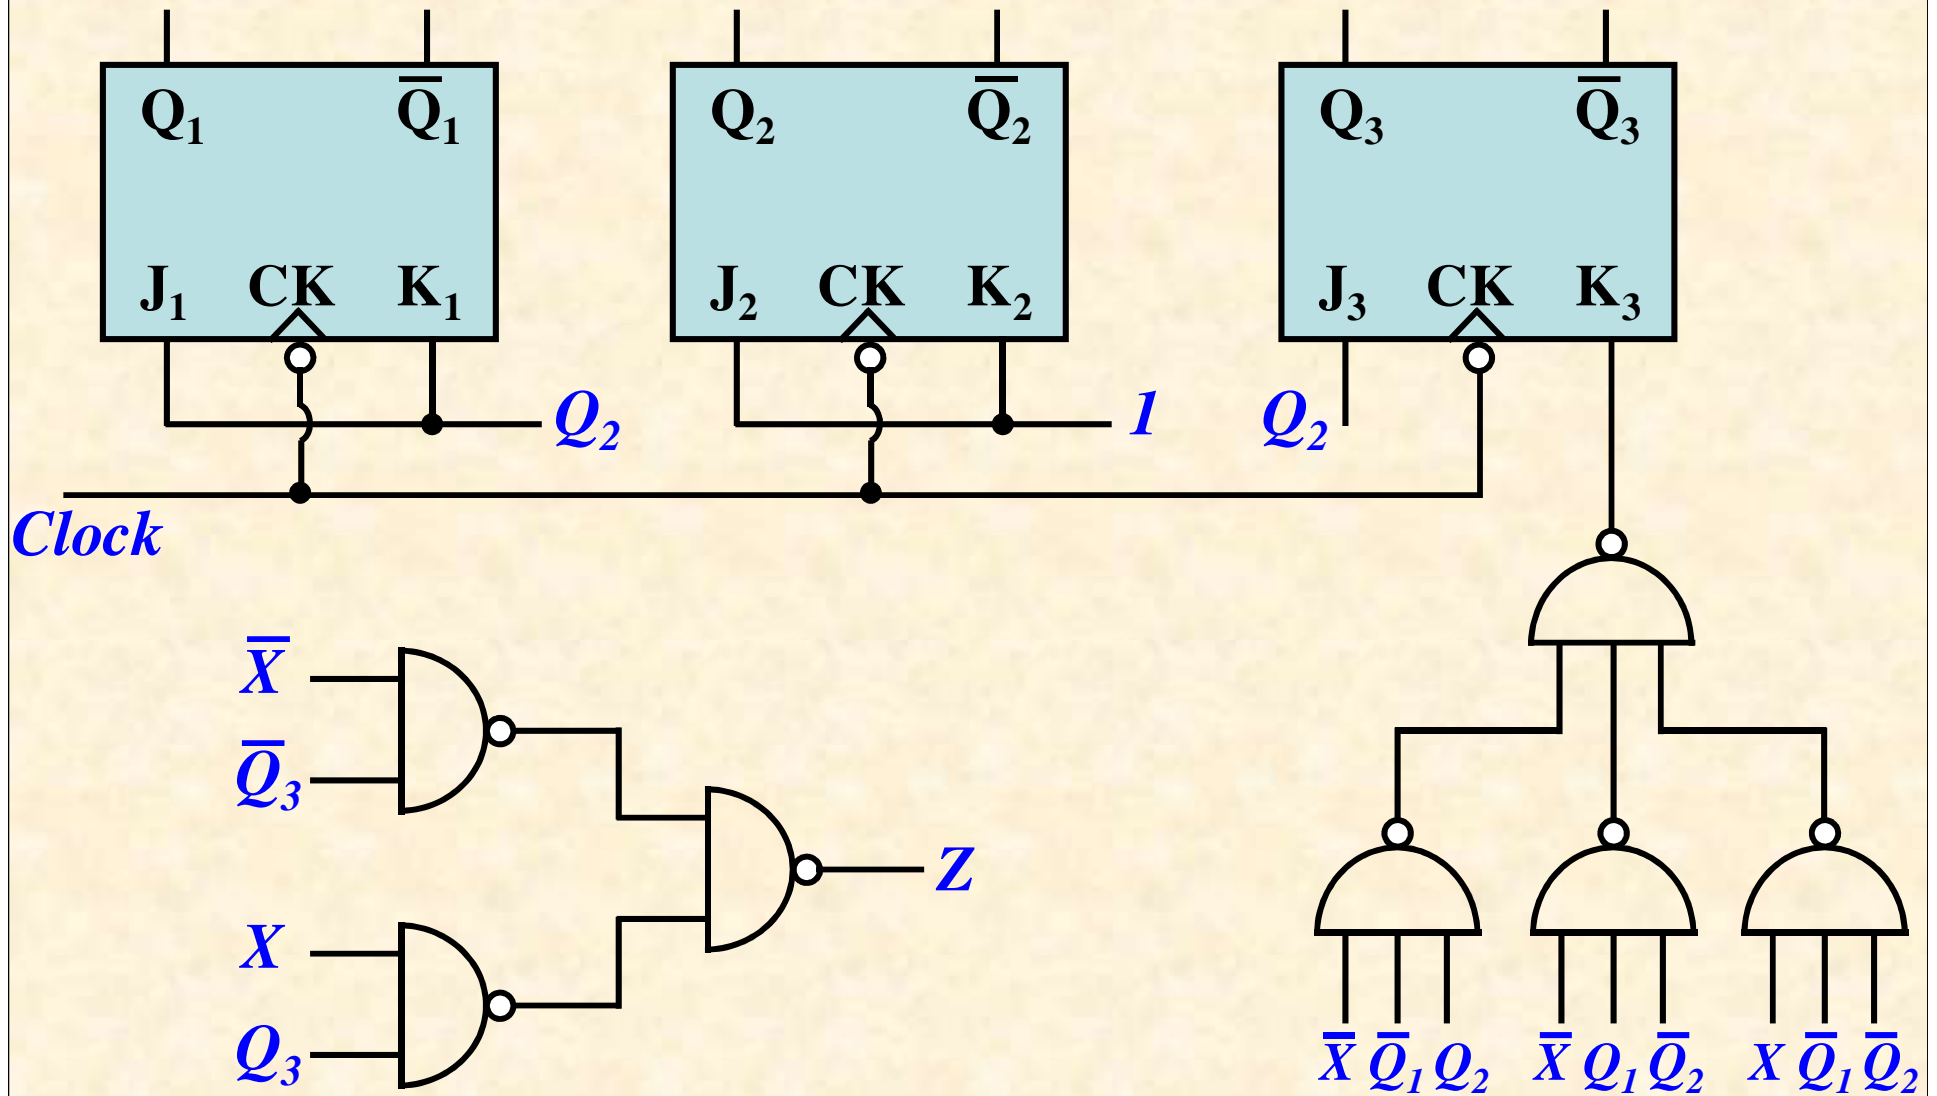 Q₁ Q̅₁ Q₂ Q̅₂ Q₃ Q̅₃
J₁ CK K₁ J₂ CK K₂ J₃ CK K₃
Q₂ 1 Q₂
Clock
X̅
Q̅₃
Z
X
Q₃
X̅ Q̅₁ Q₂ X̅ Q₁ Q̅₂ X Q̅₁ Q̅₂